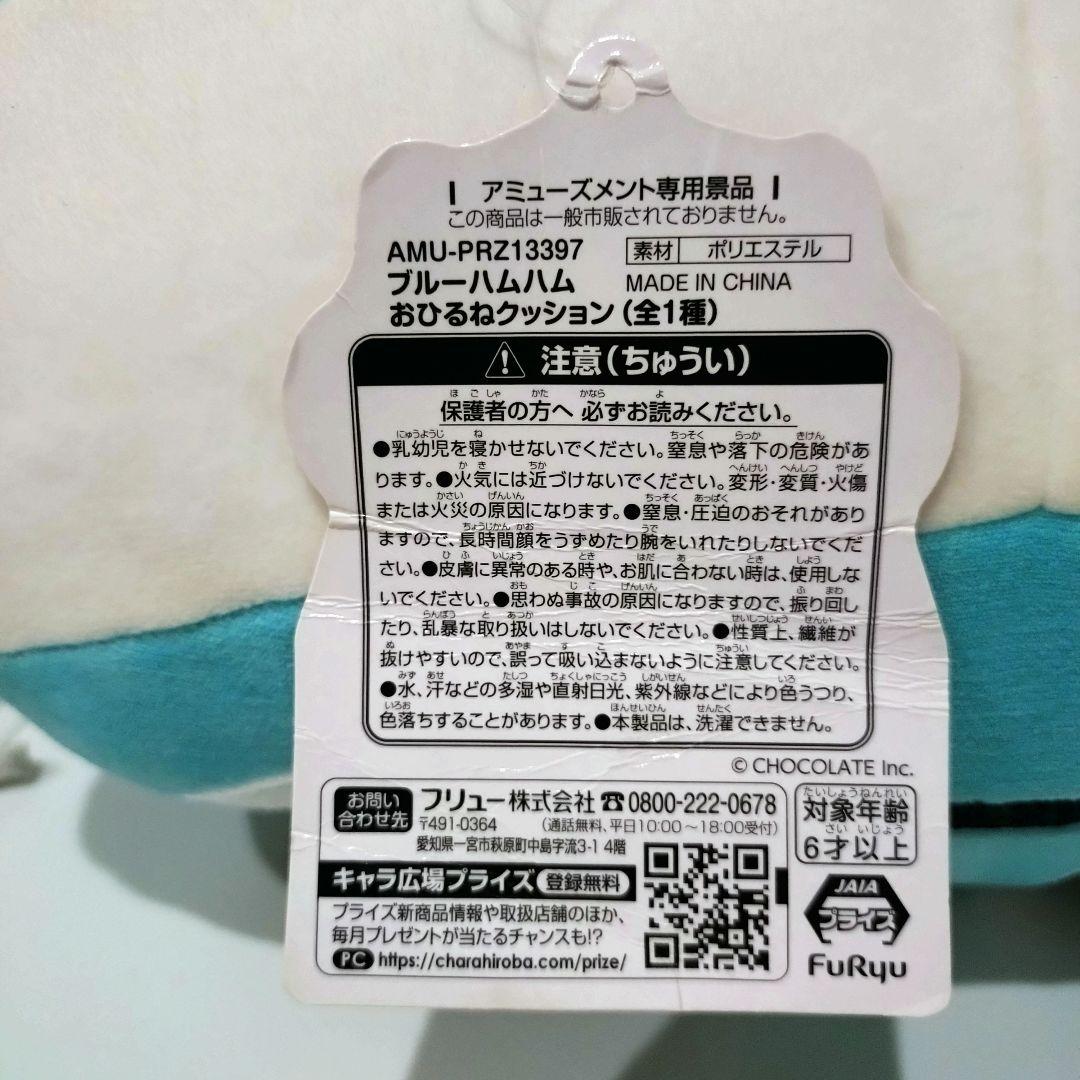 アミューズメント専用景品
この商品は一般市販されておりません。
AMU-PRZ13397 素材 ポリエステル
ブルーハムハム MADE IN CHINA
おひるねクッション(全1種)
注意(ちゅうい)
保護者の方へ 必ずお読みください。
●乳幼児を寝かせないでください。窒息や落下の危険があ
ります。●火気には近づけないでください。変形・変質・火傷
または火災の原因になります。●窒息・圧迫のおそれがあり
ますので、長時間顔をうずめたり腕をいれたりしないでくだ
さい。●皮膚に異常のある時や、お肌に合わない時は、使用しな
いでください。●思わぬ事故の原因になりますので、振り回し
たり、乱暴な取り扱いはしないでください。●性質上、繊維が
抜けやすいので、誤って吸い込まないように注意してください。
●水、汗などの多湿や直射日光、紫外線などにより色うつり、
色落ちすることがあります。●本製品は、洗濯できません。
© CHOCOLATE Inc.
お問い合わせ先 フリュー株式会社 ☎0800-222-0678
〒491-0364 (通話無料、平日10:00~18:00受付)
愛知県一宮市萩原町中島字流3-1 4階
キャラ広場プライズ 登録無料
プライズ新商品情報や取扱店舗のほか、
毎月プレゼントが当たるチャンスも!?
PC https://charahiroba.com/prize/
対象年齢
6才以上
JAIA
プライズ
FuRyu